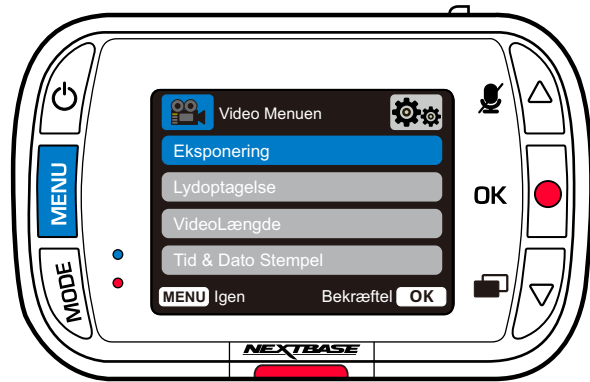 Video Menuen
Eksponering
Lydoptagelse
VideoLængde
Tid & Dato Stempel
MENU Igen Bekræftel OK
MENU
MODE
OK
NEXTBASE